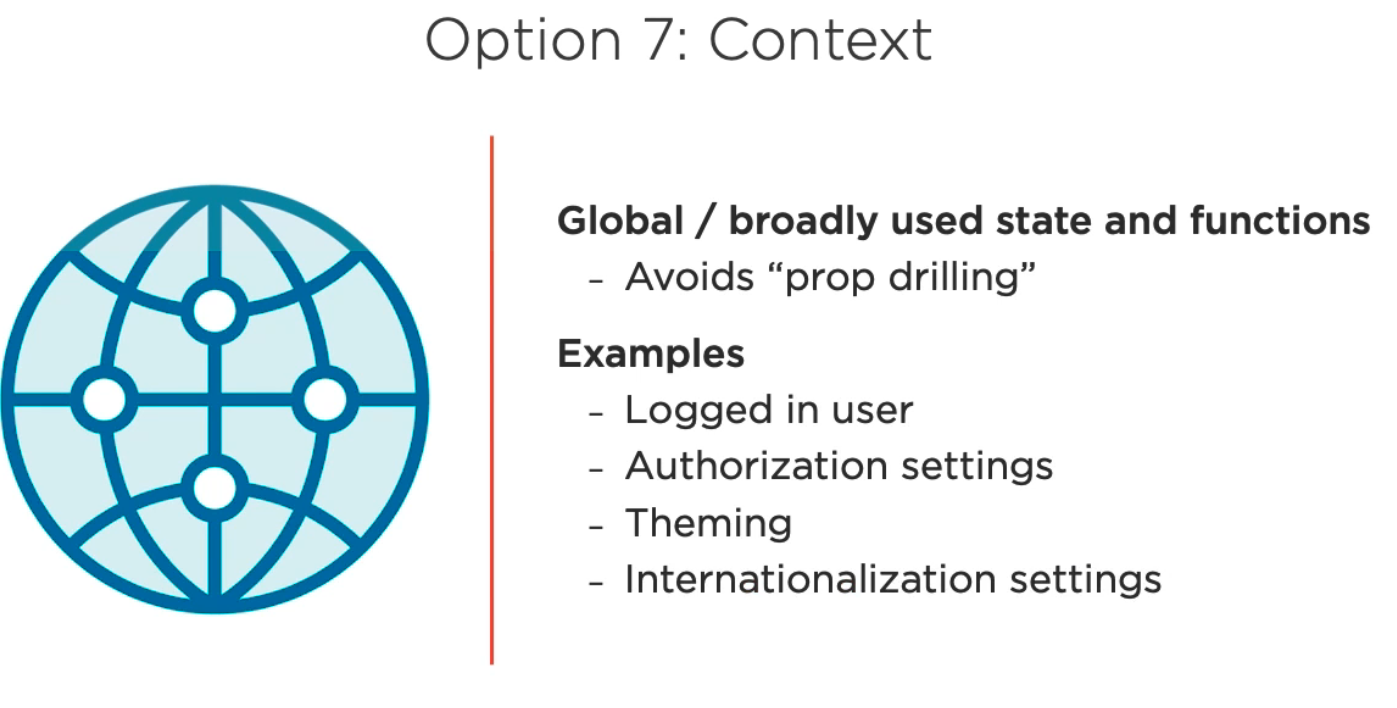 Option 7: Context
Global / broadly used state and functions
- Avoids “prop drilling”
Examples
- Logged in user
- Authorization settings
- Theming
- Internationalization settings